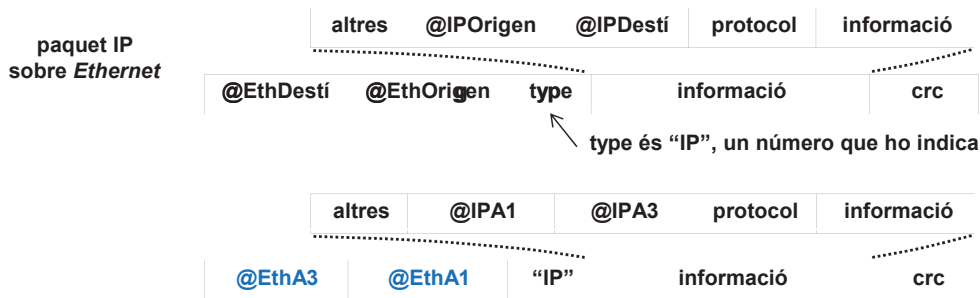 altres @IPOrigen @IPDestí protocol informació
paquet IP
sobre Ethernet
@EthDestí @EthOrigen type informació crc
type és “IP”, un número que ho indica
altres @IPA1 @IPA3 protocol informació
@EthA3 @EthA1 “IP” informació crc